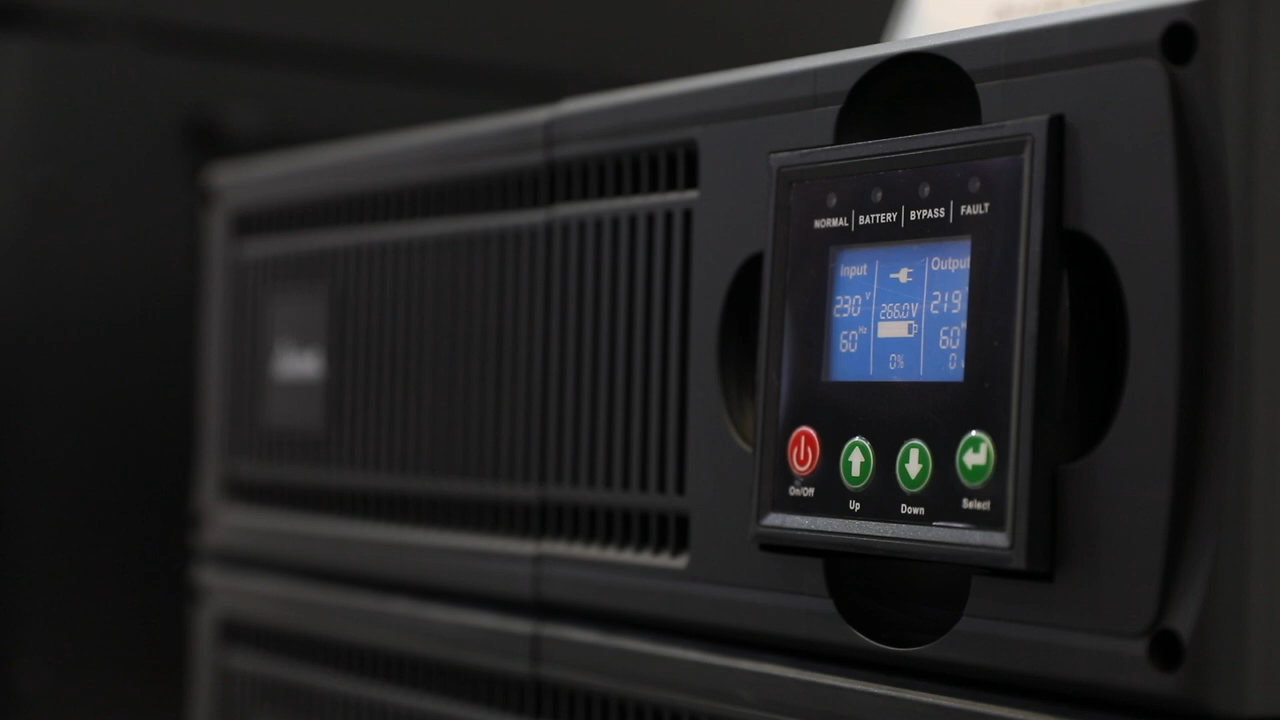 NORMAL | BATTERY | BYPASS | FAULT
Input Output
230 V 266.0V 219
60 Hz 60 H
0% 0
On/Off Up Down Select